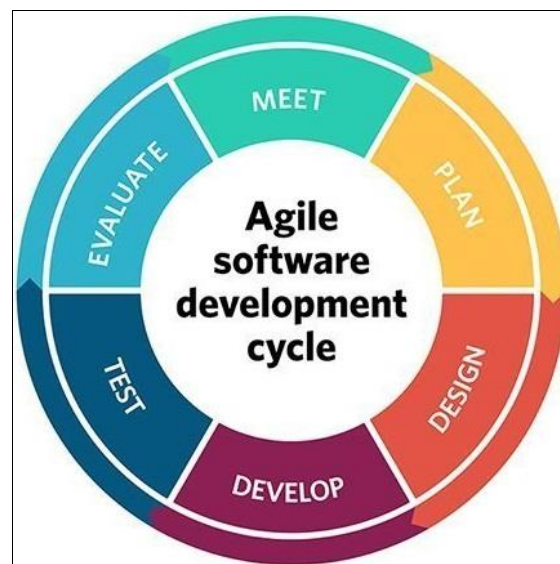 MEET
PLAN
DESIGN
DEVELOP
TEST
EVALUATE
Agile
software
development
cycle